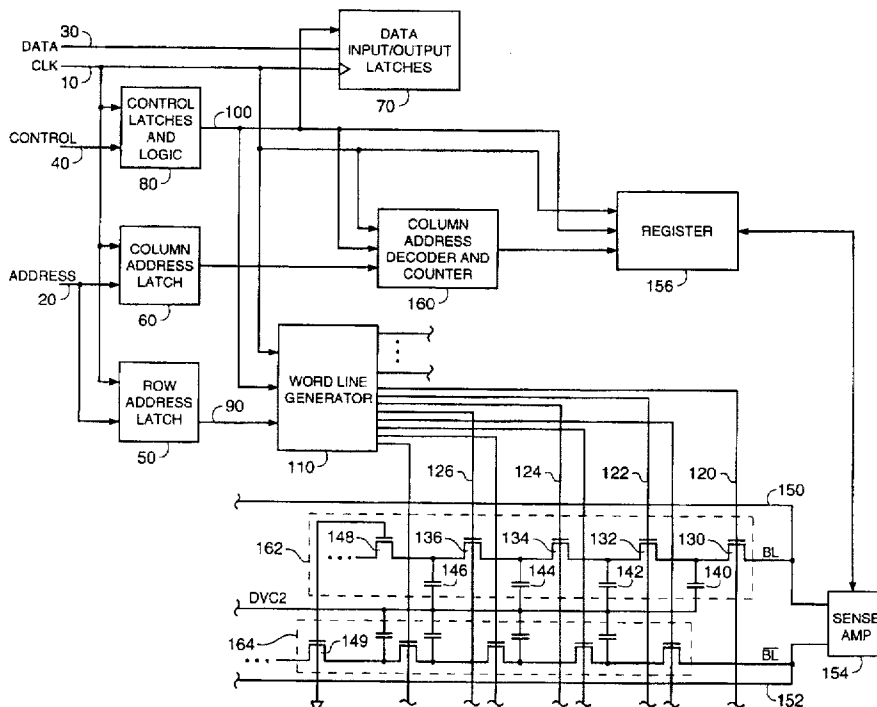 30
DATA
CLK
10
DATA
INPUT/OUTPUT
LATCHES
70
CONTROL
LATCHES
AND
LOGIC
80
100
CONTROL
40
COLUMN
ADDRESS
LATCH
60
ADDRESS
20
COLUMN
ADDRESS
DECODER AND
COUNTER
160
REGISTER
156
ROW
ADDRESS
LATCH
50
90
WORD LINE
GENERATOR
110
126
124
122
120
150
162
148
136
134
132
130
BL
146
144
142
140
DVC2
164
149
BL
152
SENSE
AMP
154